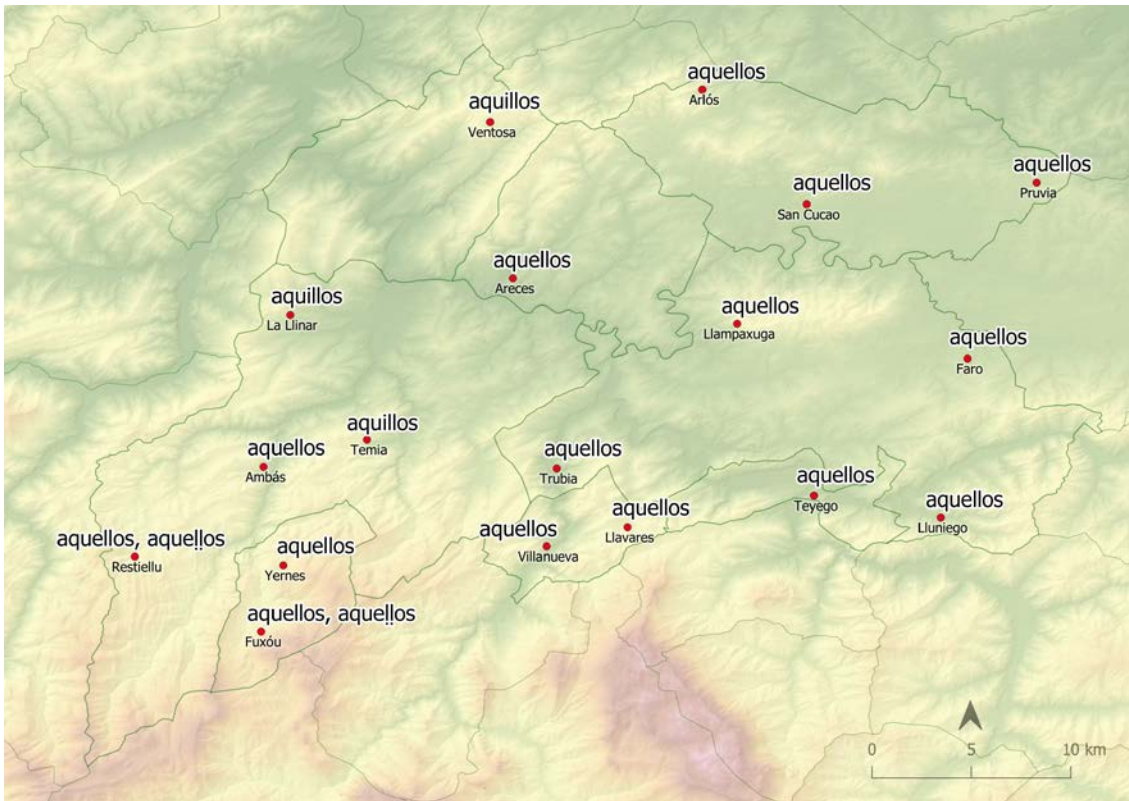 aquellos
Arlós
aquillos
Ventosa
aquellos
Pruvia
aquellos
San Cucao
aquellos
Areces
aquillos
La Llinar
aquellos
Llampaxuga
aquellos
Faro
aquillos
Temia
aquellos
Ambás
aquellos
Trubia
aquellos
Teyego
aquellos
Lluniego
aquellos
Llavares
aquellos
Villanueva
aquellos, aqueḷḷos
Restiellu
aquellos
Yernes
aquellos, aqueḷḷos
Fuxóu
0 5 10 km